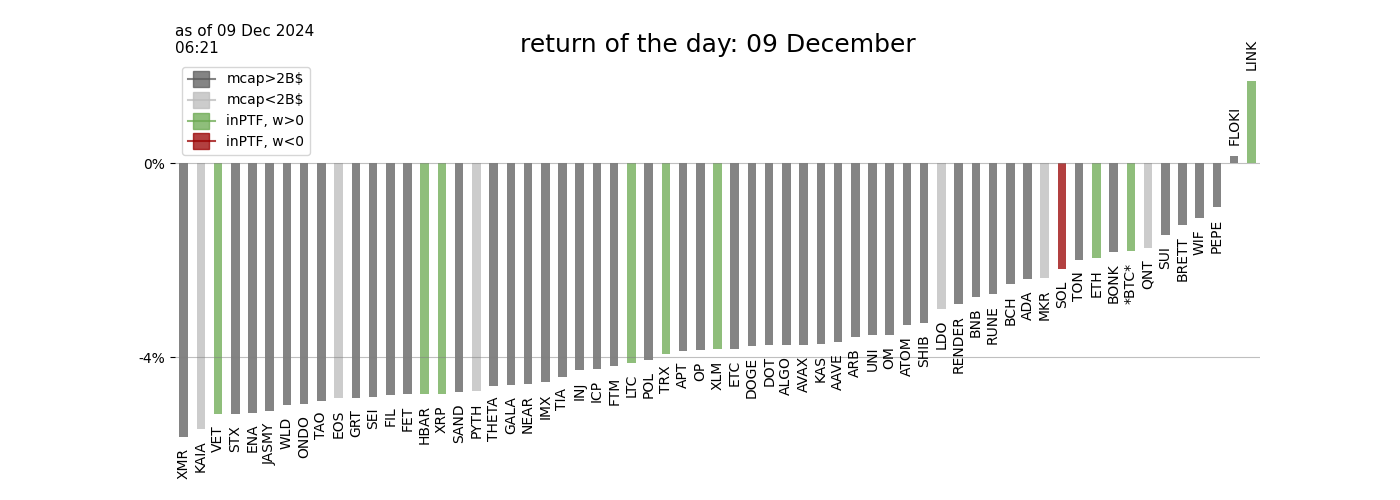 as of 09 Dec 2024
06:21
return of the day: 09 December
mcap>2B$
mcap<2B$
inPTF, w>0
inPTF, w<0
0%
-4%
XMR
KAIA
VET
STX
ENA
JASMY
WLD
ONDO
TAO
EOS
GRT
SEI
FIL
FET
HBAR
XRP
SAND
PYTH
THETA
GALA
NEAR
IMX
TIA
INJ
ICP
FTM
LTC
POL
TRX
APT
OP
XLM
ETC
DOGE
DOT
ALGO
AVAX
KAS
AAVE
ARB
UNI
OM
ATOM
SHIB
LDO
RENDER
BNB
RUNE
BCH
ADA
MKR
SOL
TON
ETH
BONK
*BTC*
QNT
SUI
BRETT
WIF
PEPE
FLOKI
LINK